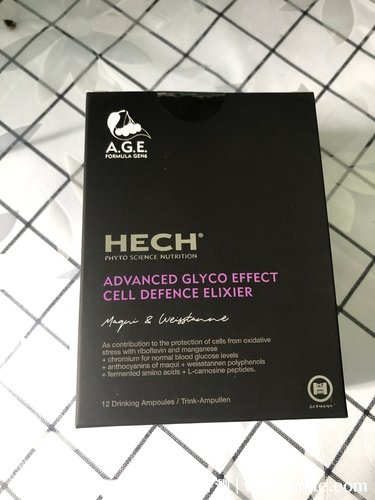 A.G.E.
FORMULA GEN6
HECH®
PHYTO SCIENCE NUTRITION
ADVANCED GLYCO EFFECT
CELL DEFENCE ELIXIER
Maqui & Weisstanne
As contribution to the protection of cells from oxidative
stress with riboflavin and manganese
+ chromium for normal blood glucose levels
+ anthocyanins of maqui + weisstannen polyphenols
+ fermented amino acids + L-carnosine peptides.
12 Drinking Ampoules / Trink-Ampullen
GERMANY